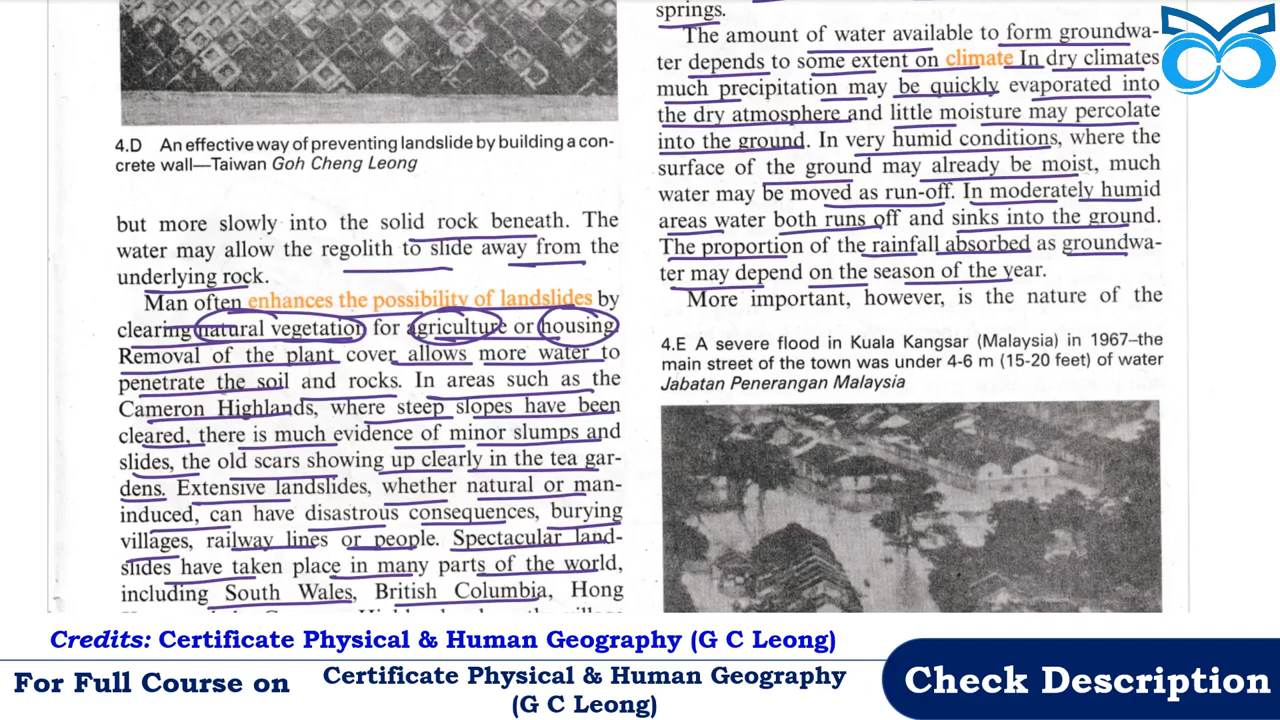 4.D An effective way of preventing landslide by building a con-
crete wall—Taiwan Goh Cheng Leong
but more slowly into the solid rock beneath. The
water may allow the regolith to slide away from the
underlying rock.
Man often enhances the possibility of landslides by
clearing natural vegetation for agriculture or housing
Removal of the plant cover allows more water to
penetrate the soil and rocks. In areas such as the
Cameron Highlands, where steep slopes have been
cleared, there is much evidence of minor slumps and
slides, the old scars showing up clearly in the tea gar-
dens. Extensive landslides, whether natural or man-
induced, can have disastrous consequences, burying
villages, railway lines or people. Spectacular land-
slides have taken place in many parts of the world,
including South Wales, British Columbia, Hong
springs.
The amount of water available to form groundwa-
ter depends to some extent on climate In dry climates
much precipitation may be quickly evaporated into
the dry atmosphere and little moisture may percolate
into the ground. In very humid conditions, where the
surface of the ground may already be moist, much
water may be moved as run-off. In moderately humid
areas water both runs off and sinks into the ground.
The proportion of the rainfall absorbed as groundwa-
ter may depend on the season of the year.
More important, however, is the nature of the
4.E A severe flood in Kuala Kangsar (Malaysia) in 1967–the
main street of the town was under 4-6 m (15-20 feet) of water
Jabatan Penerangan Malaysia
Credits: Certificate Physical & Human Geography (G C Leong)
For Full Course on
Certificate Physical & Human Geography
(G C Leong)
Check Description